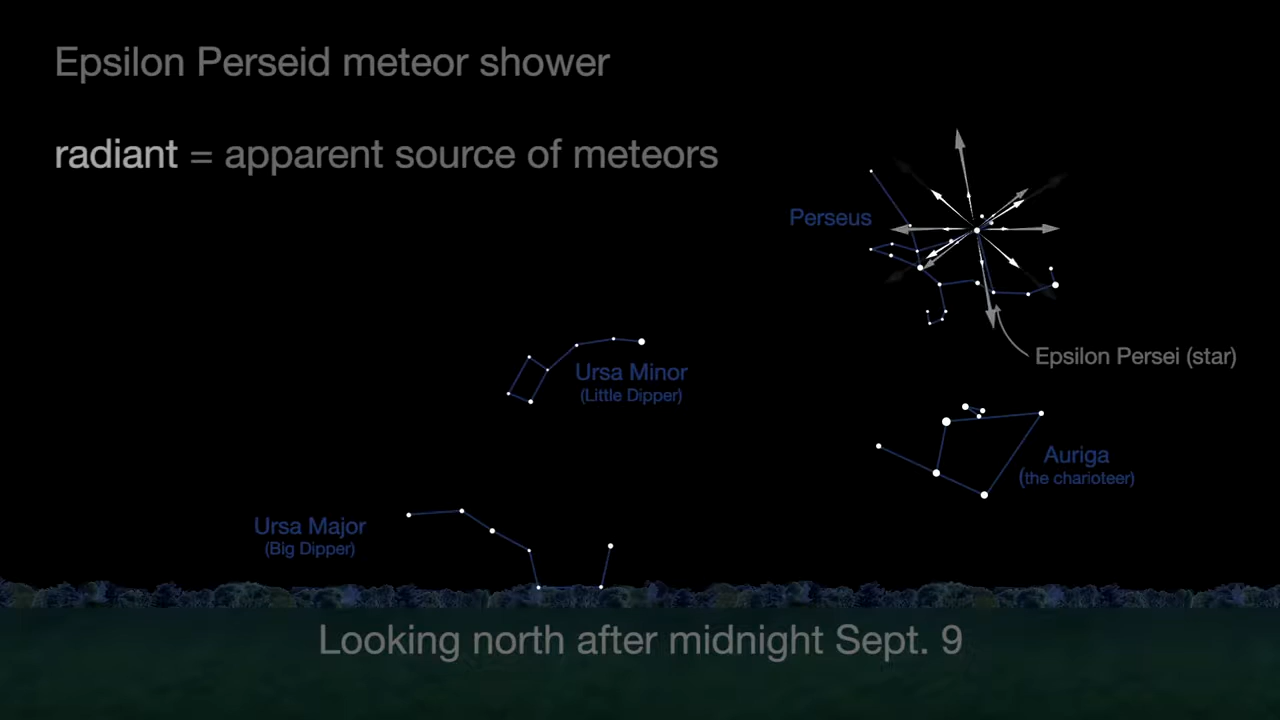 Epsilon Perseid meteor shower
radiant = apparent source of meteors
Perseus
Epsilon Persei (star)
Ursa Minor
(Little Dipper)
Auriga
(the charioteer)
Ursa Major
(Big Dipper)
Looking north after midnight Sept. 9